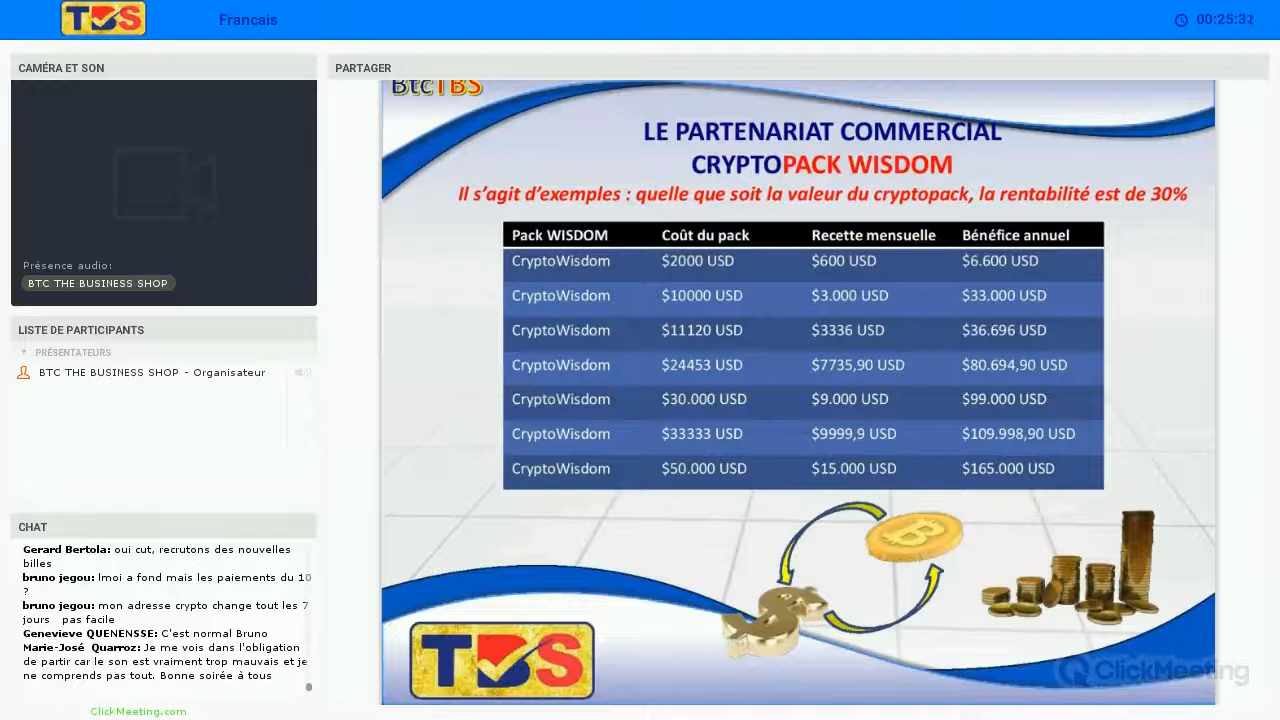 TBS
Francais
00:25:32
CAMÉRA ET SON
Présence audio:
BTC THE BUSINESS SHOP
LISTE DE PARTICIPANTS
PRÉSENTATEURS
BTC THE BUSINESS SHOP - Organisateur
CHAT
Gerard Bertola: oui cut, recrutons des nouvelles
billes
bruno jegou: lmoi a fond mais les paiements du 10
?
bruno jegou: mon adresse crypto change tout les 7
jours pas facile
Genevieve QUENENSSE: C'est normal Bruno
Marie-José Quarroz: Je me vois dans l'obligation
de partir car le son est vraiment trop mauvais et je
ne comprends pas tout. Bonne soirée à tous
ClickMeeting.com
PARTAGER
BtcTBS
LE PARTENARIAT COMMERCIAL
CRYPTOPACK WISDOM
Il s'agit d'exemples : quelle que soit la valeur du cryptopack, la rentabilité est de 30%
Pack WISDOM Coût du pack Recette mensuelle Bénéfice annuel
CryptoWisdom $2000 USD $600 USD $6.600 USD
CryptoWisdom $10000 USD $3.000 USD $33.000 USD
CryptoWisdom $11120 USD $3336 USD $36.696 USD
CryptoWisdom $24453 USD $7735,90 USD $80.694,90 USD
CryptoWisdom $30.000 USD $9.000 USD $99.000 USD
CryptoWisdom $33333 USD $9999,9 USD $109.998,90 USD
CryptoWisdom $50.000 USD $15.000 USD $165.000 USD
TBS
ClickMeeting